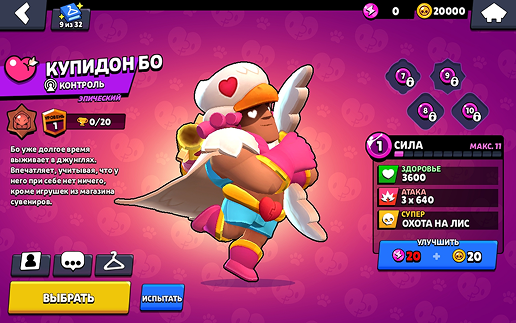 9 из 32
0
20000
КУПИДОН БО
КОНТРОЛЬ
ЭПИЧЕСКИЙ
УРОВЕНЬ
1
0/20
Бо уже долгое время
выживает в джунглях.
Впечатляет, учитывая, что у
него при себе нет ничего,
кроме игрушек из магазина
сувениров.
7
9
8
10
1
СИЛА
МАКС. 11
ЗДОРОВЬЕ
3600
АТАКА
3 x 640
СУПЕР
ОХОТА НА ЛИС
УЛУЧШИТЬ
20 + 20
ВЫБРАТЬ
ИСПЫТАТЬ